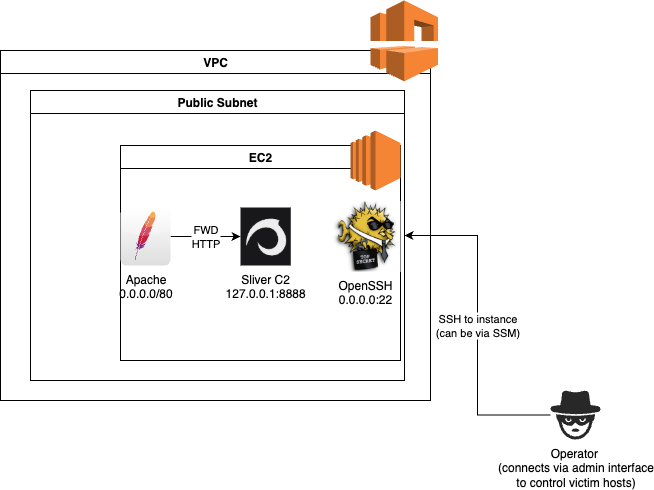 VPC
Public Subnet
EC2
FWD
HTTP
Apache
0.0.0.0/80
Sliver C2
127.0.0.1:8888
TOP
SECRET
OpenSSH
0.0.0.0:22
SSH to instance
(can be via SSM)
Operator
(connects via admin interface
to control victim hosts)